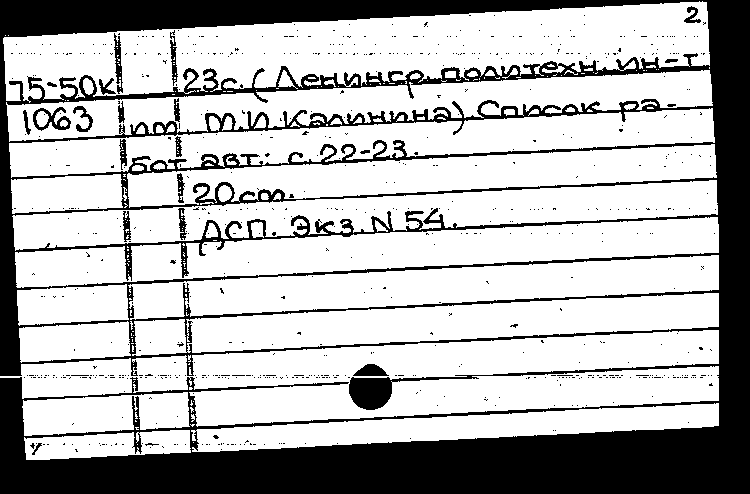 2
75-50к 23с. (Ленингр. политехн. ин-т
1063 им. М.И. Калинина) Список ра-
бот авт.: с. 22-23.
20 cm.
ДСП. Экз. N 54.